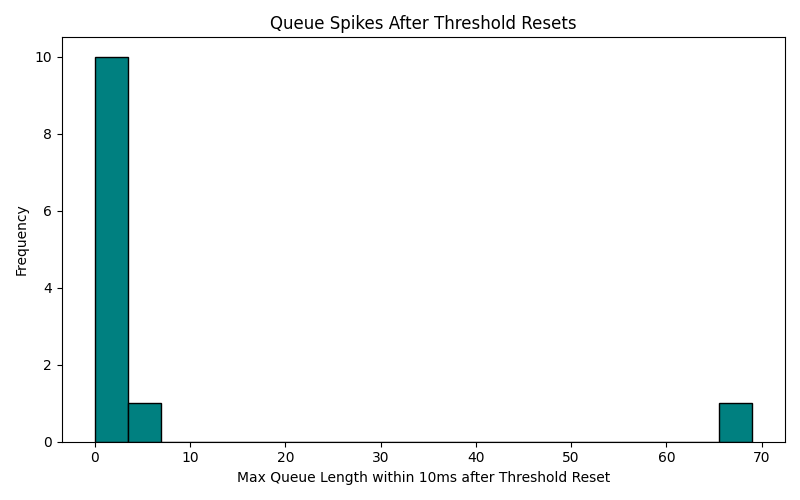 Queue Spikes After Threshold Resets
10
8
6
4
2
0
Frequency
0 10 20 30 40 50 60 70
Max Queue Length within 10ms after Threshold Reset